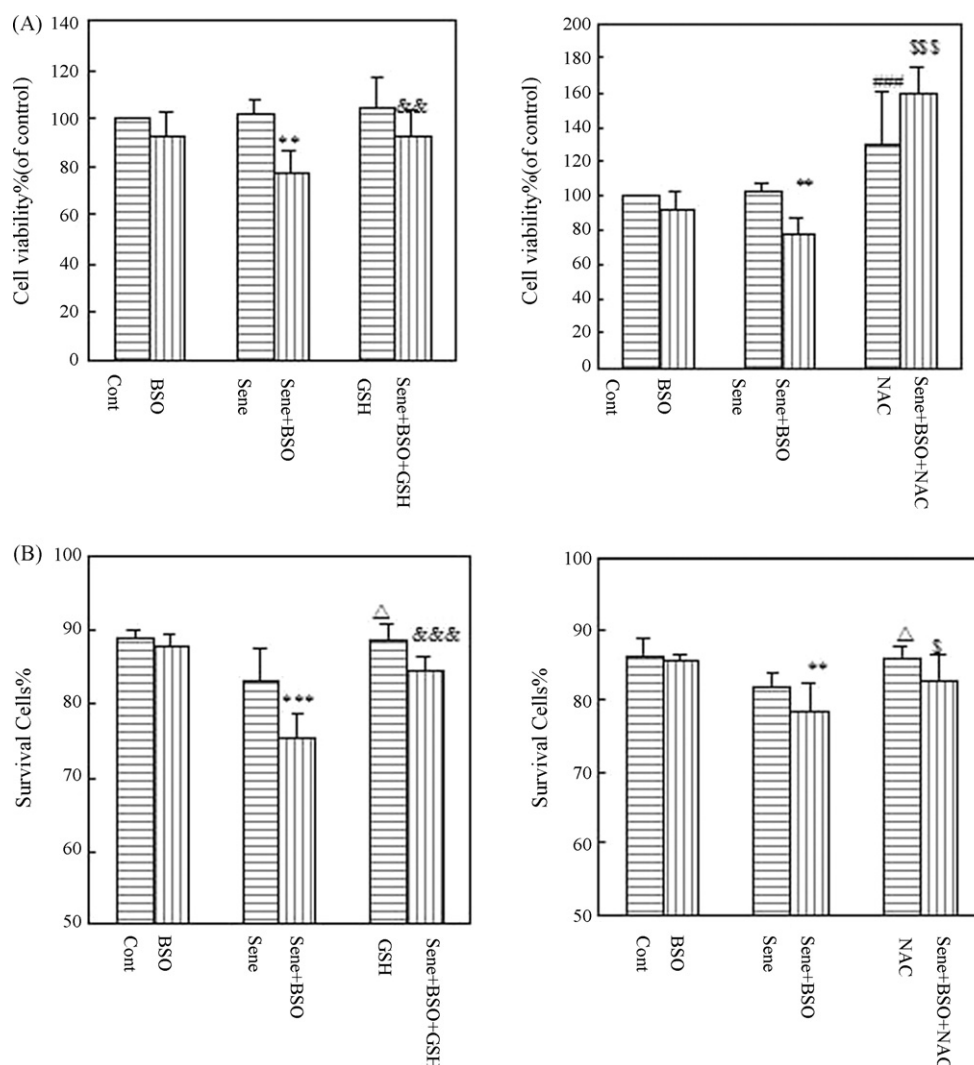 (A)
Cell viability%(of control)
140
120
100
80
60
40
20
0
**
&&
Cont
BSO
Sene
Sene+BSO
GSH
Sene+BSO+GSH
Cell viability%(of control)
200
180
160
130
120
100
80
60
40
20
0
**
###
$$$
Cont
BSO
Sene
Sene+BSO
NAC
Sene+BSO+NAC
(B)
Survival Cells%
100
90
80
70
60
50
***
△
&&&
Cont
BSO
Sene
Sene+BSO
GSH
Sene+BSO+GSH
Survival Cells%
100
90
80
70
60
50
**
△
$
Cont
BSO
Sene
Sene+BSO
NAC
Sene+BSO+NAC